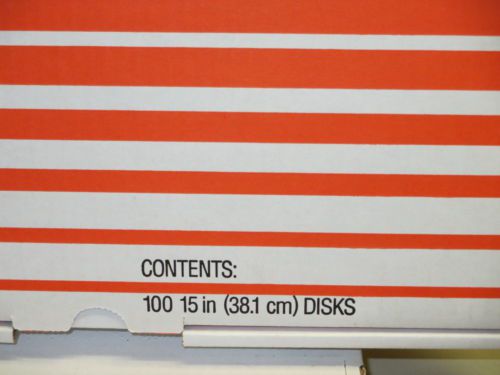 CONTENTS:
100 15 in (38.1 cm) DISKS